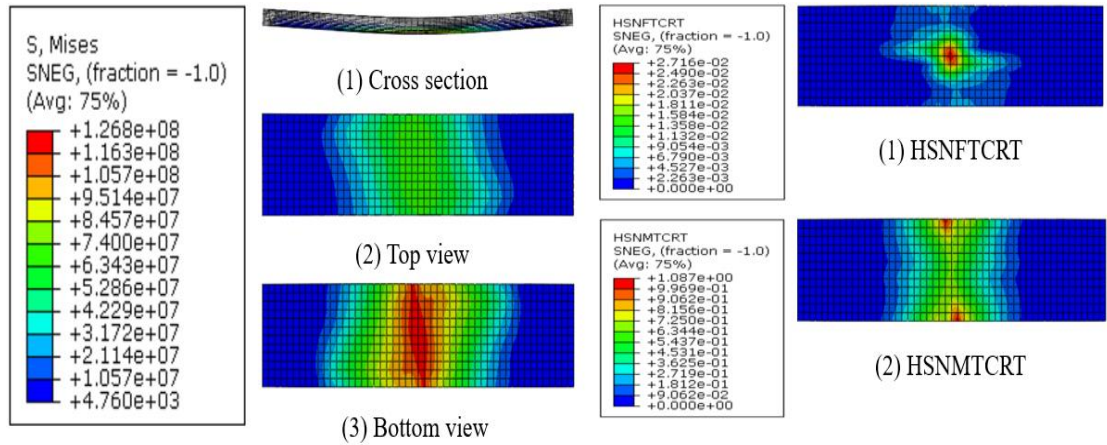 S, Mises
SNEG, (fraction = -1.0)
(Avg: 75%)
+1.268e+08
+1.163e+08
+1.057e+08
+9.514e+07
+8.457e+07
+7.400e+07
+6.343e+07
+5.286e+07
+4.229e+07
+3.172e+07
+2.114e+07
+1.057e+07
+4.760e+03
(1) Cross section
(2) Top view
(3) Bottom view
HSNFTCRT
SNEG, (fraction = -1.0)
(Avg: 75%)
+2.716e-02
+2.490e-02
+2.263e-02
+2.037e-02
+1.811e-02
+1.584e-02
+1.358e-02
+1.132e-02
+9.054e-03
+6.790e-03
+4.527e-03
+2.263e-03
+0.000e+00
(1) HSNFTCRT
HSNMTCRT
SNEG, (fraction = -1.0)
(Avg: 75%)
+1.087e+00
+9.969e-01
+9.062e-01
+8.156e-01
+7.250e-01
+6.344e-01
+5.437e-01
+4.531e-01
+3.625e-01
+2.719e-01
+1.812e-01
+9.062e-02
+0.000e+00
(2) HSNMTCRT